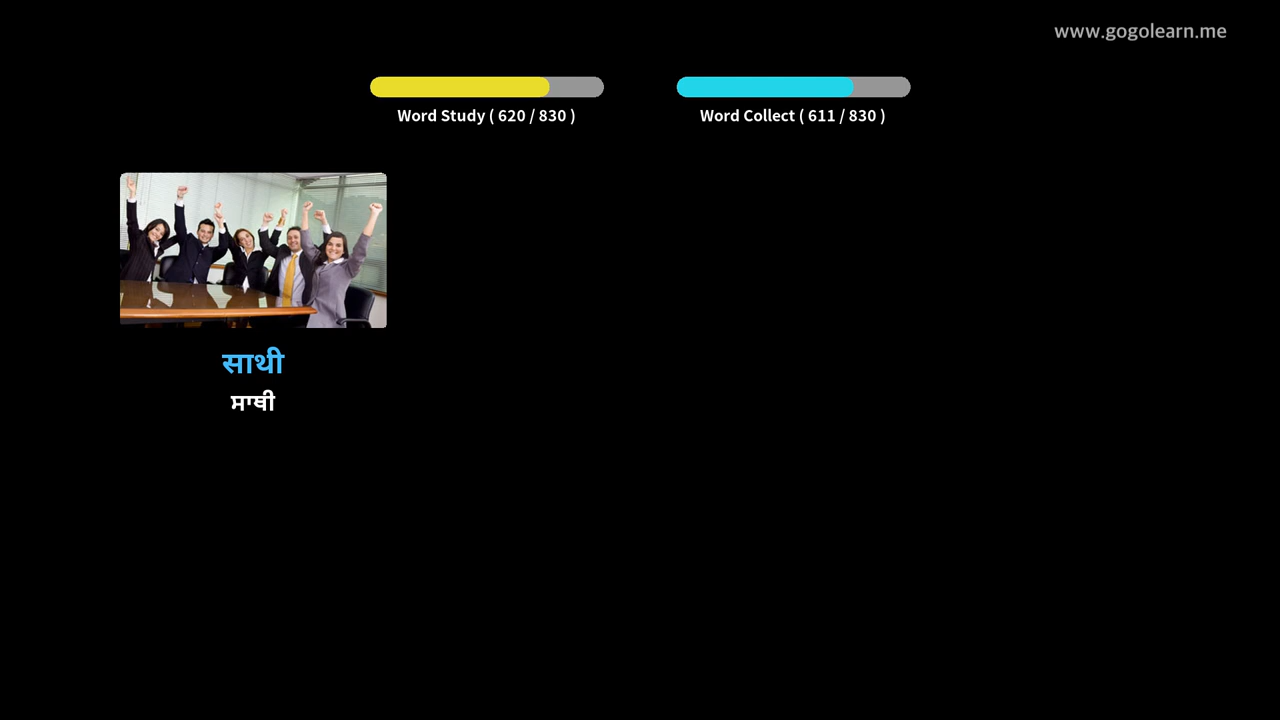 www.gogolearn.me
Word Study ( 620 / 830 )
Word Collect ( 611 / 830 )
साथी
ਸਾਥੀ